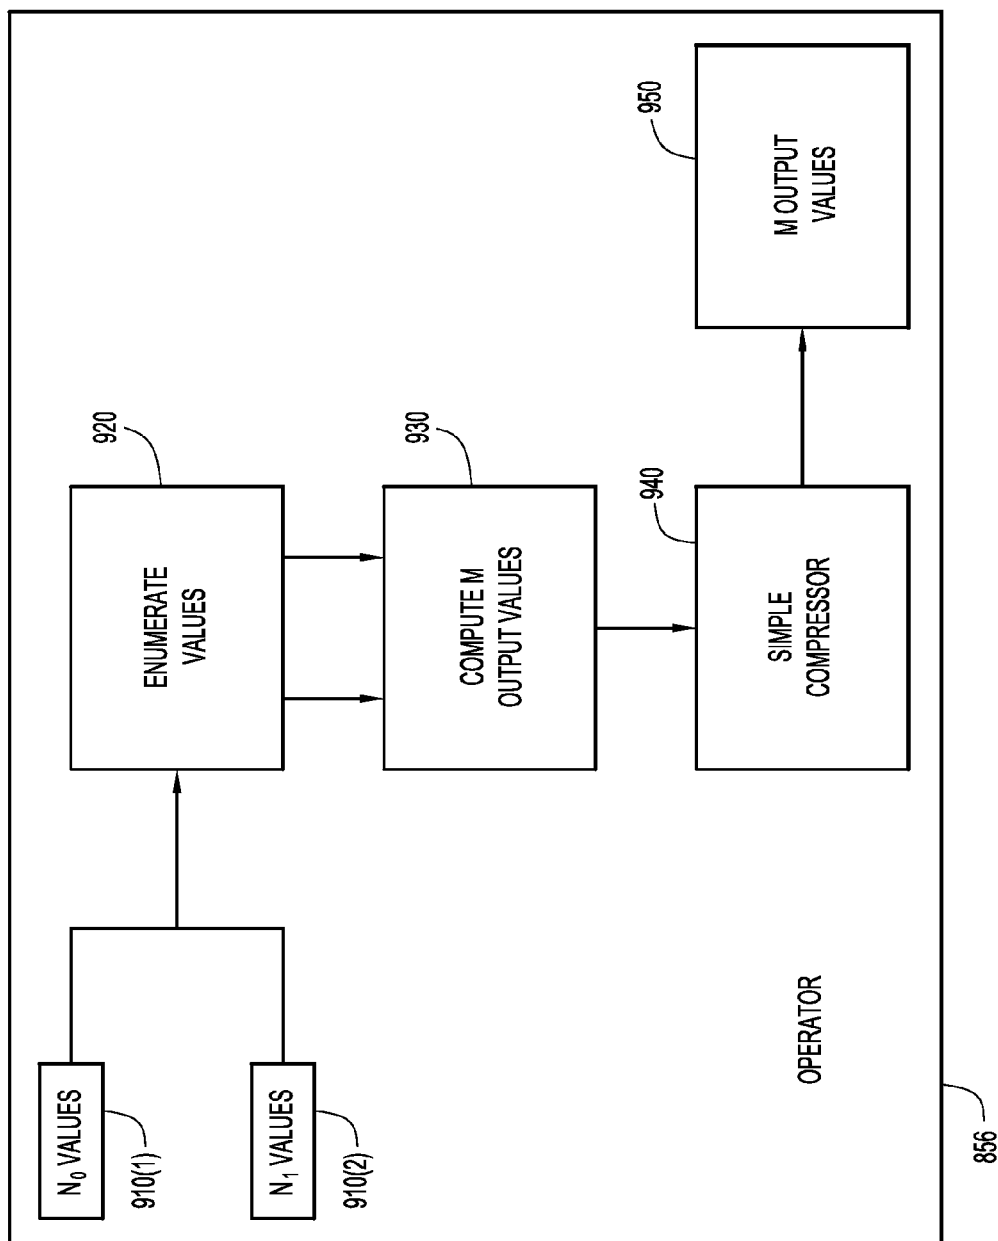 N₀ VALUES
910(1)
N₁ VALUES
910(2)
ENUMERATE
VALUES
920
COMPUTE M
OUTPUT VALUES
930
SIMPLE
COMPRESSOR
940
M OUTPUT
VALUES
950
OPERATOR
856